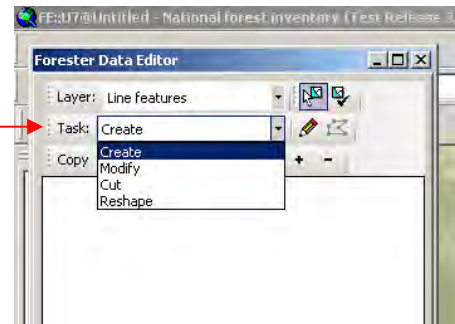 FE::U7@Untitled - National forest inventory (Test Release
Forester Data Editor
Layer: Line features
Task: Create
Copy
Create
Modify
Cut
Reshape